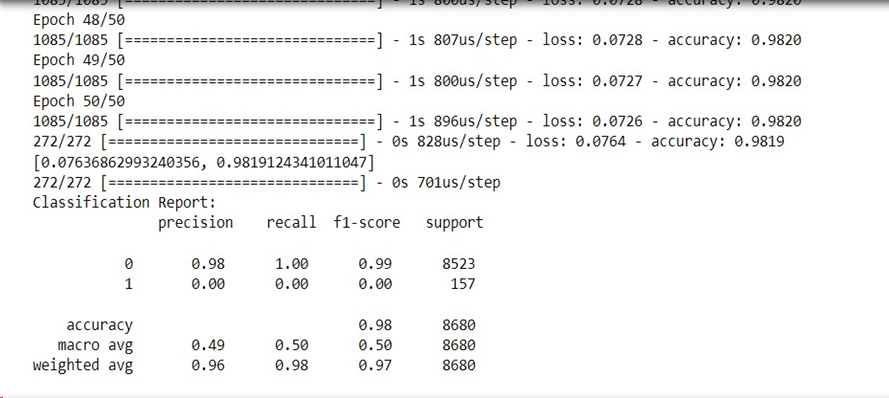 1085/1085 [==============================] - 1s 800us/step - loss: 0.0728 - accuracy: 0.9820
Epoch 48/50
1085/1085 [==============================] - 1s 807us/step - loss: 0.0728 - accuracy: 0.9820
Epoch 49/50
1085/1085 [==============================] - 1s 800us/step - loss: 0.0727 - accuracy: 0.9820
Epoch 50/50
1085/1085 [==============================] - 1s 896us/step - loss: 0.0726 - accuracy: 0.9820
272/272 [==============================] - 0s 828us/step - loss: 0.0764 - accuracy: 0.9819
[0.07636862993240356, 0.9819124341011047]
272/272 [==============================] - 0s 701us/step
Classification Report:
precision recall f1-score support
0 0.98 1.00 0.99 8523
1 0.00 0.00 0.00 157
accuracy 0.98 8680
macro avg 0.49 0.50 0.50 8680
weighted avg 0.96 0.98 0.97 8680